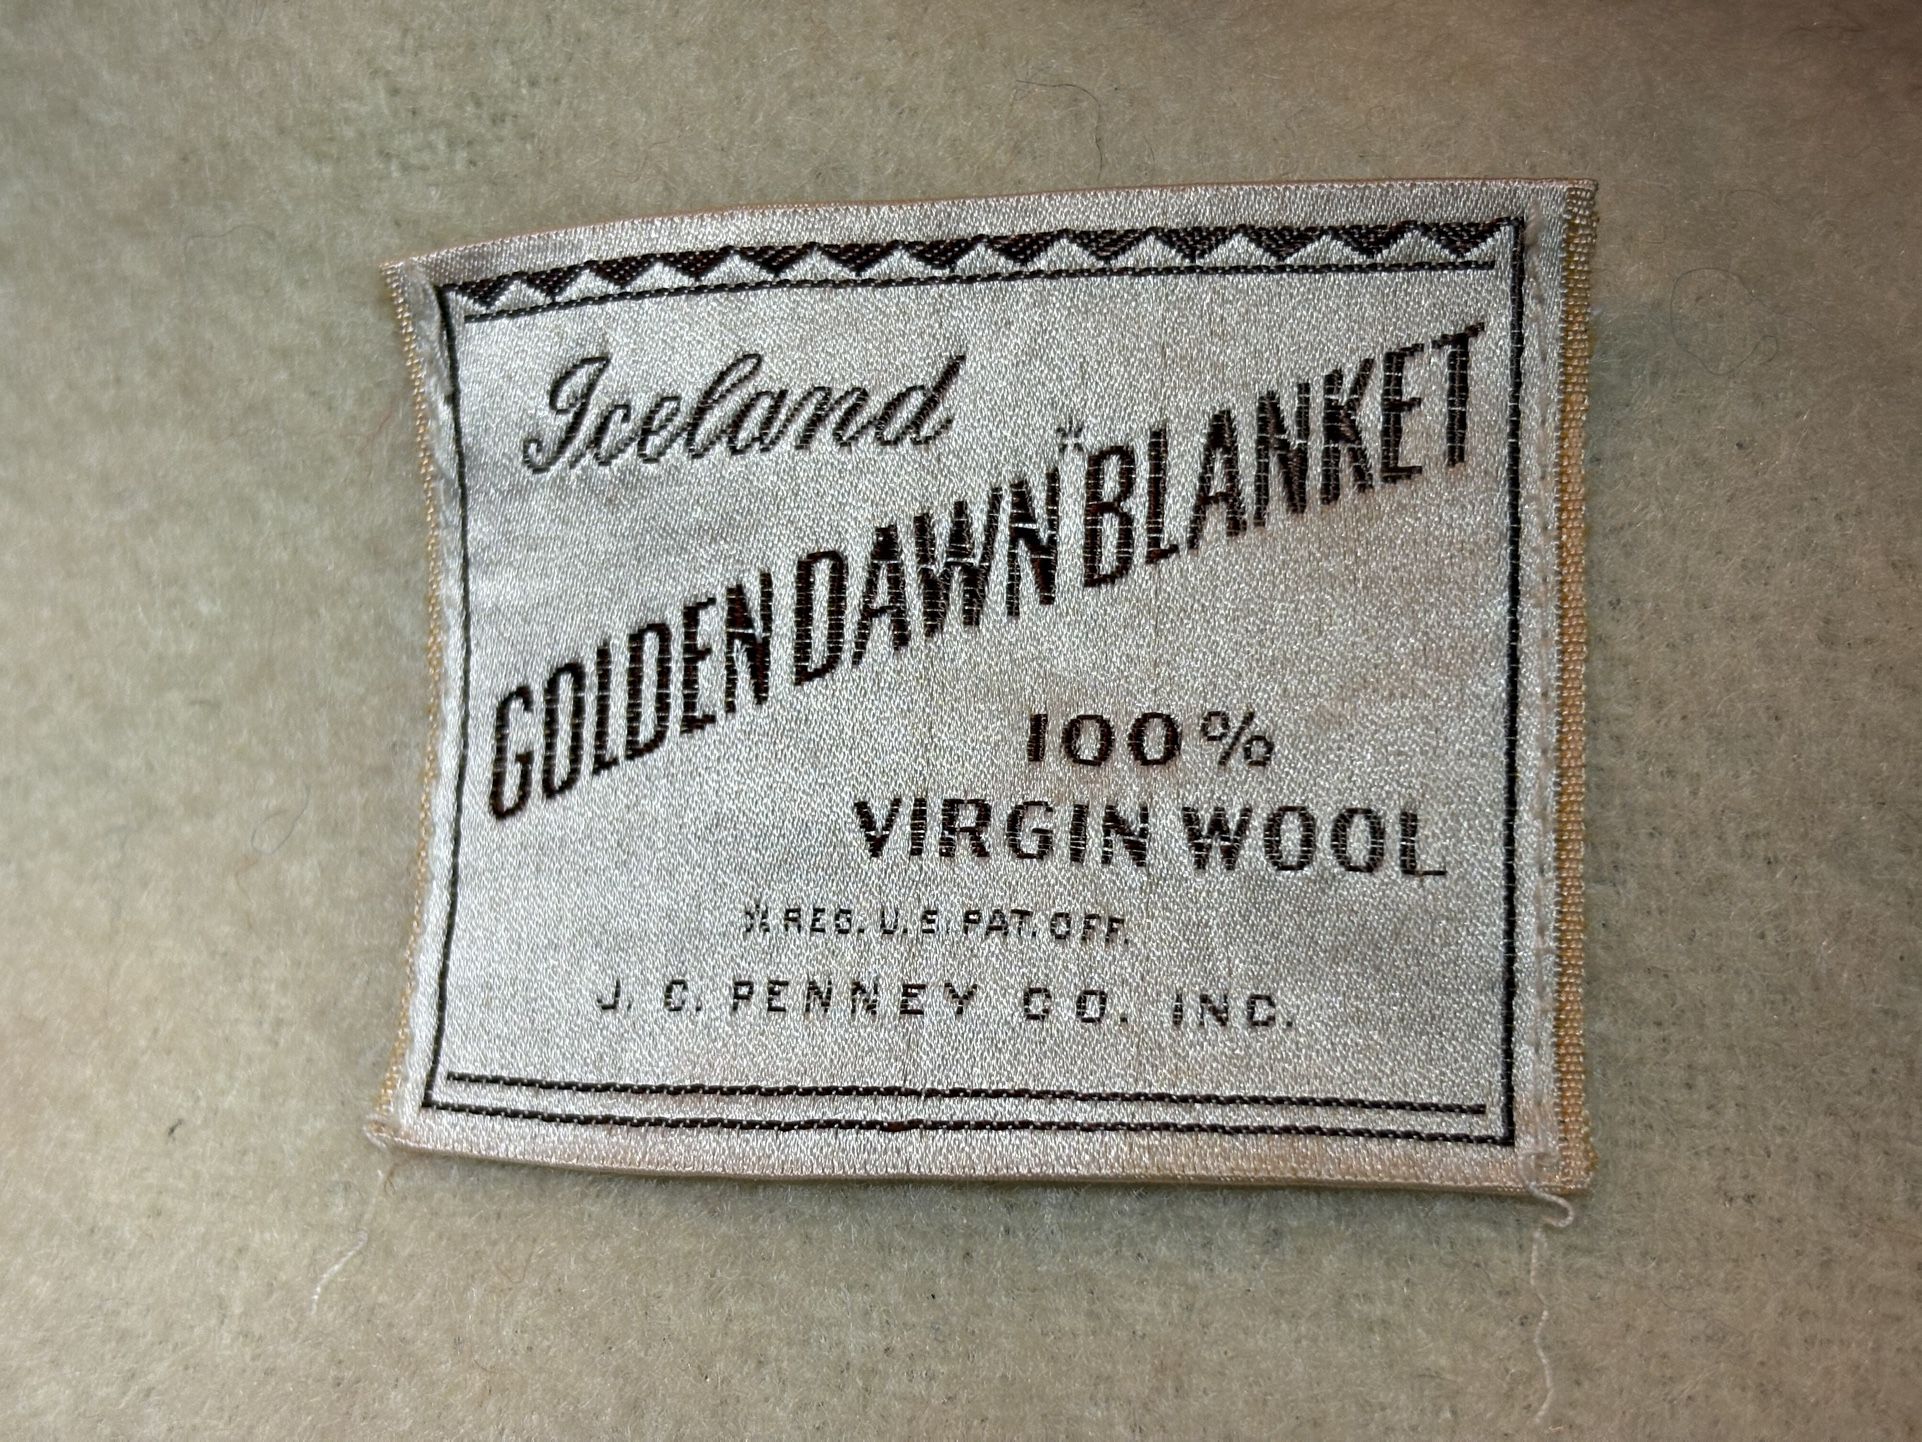 Iceland
GOLDEN DAWN* BLANKET
100%
VIRGIN WOOL
* REG. U.S. PAT. OFF.
J. C. PENNEY CO. INC.